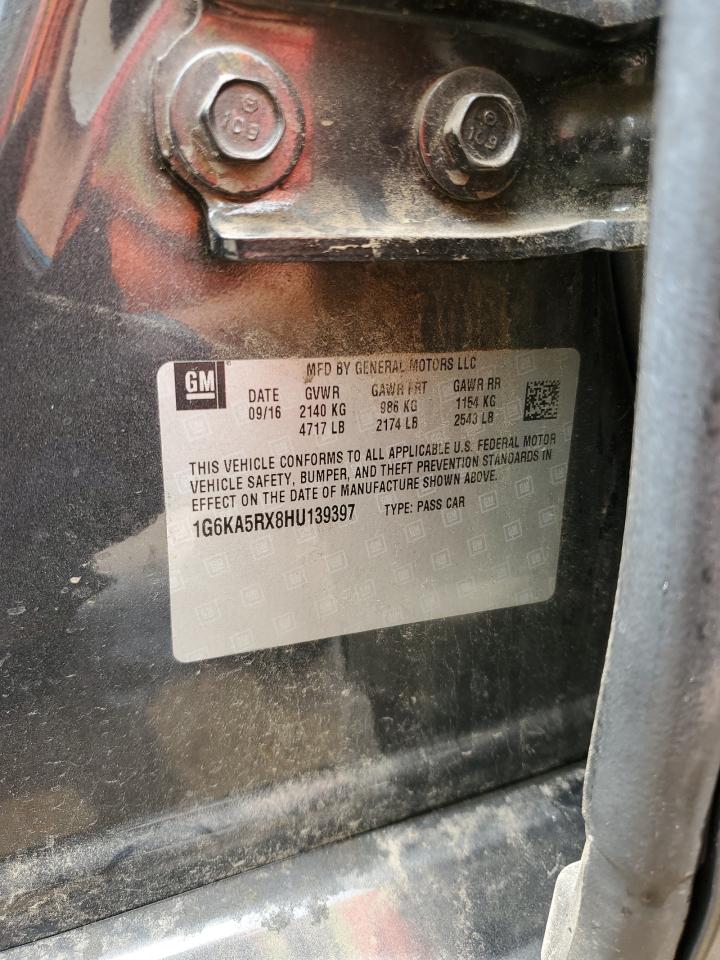 109
109
GM
MFD BY GENERAL MOTORS LLC
DATE GVWR GAWR FRT GAWR RR
09/16 2140 KG 986 KG 1154 KG
4717 LB 2174 LB 2543 LB
THIS VEHICLE CONFORMS TO ALL APPLICABLE U.S. FEDERAL MOTOR
VEHICLE SAFETY, BUMPER, AND THEFT PREVENTION STANDARDS IN
EFFECT ON THE DATE OF MANUFACTURE SHOWN ABOVE.
1G6KA5RX8HU139397 TYPE: PASS CAR